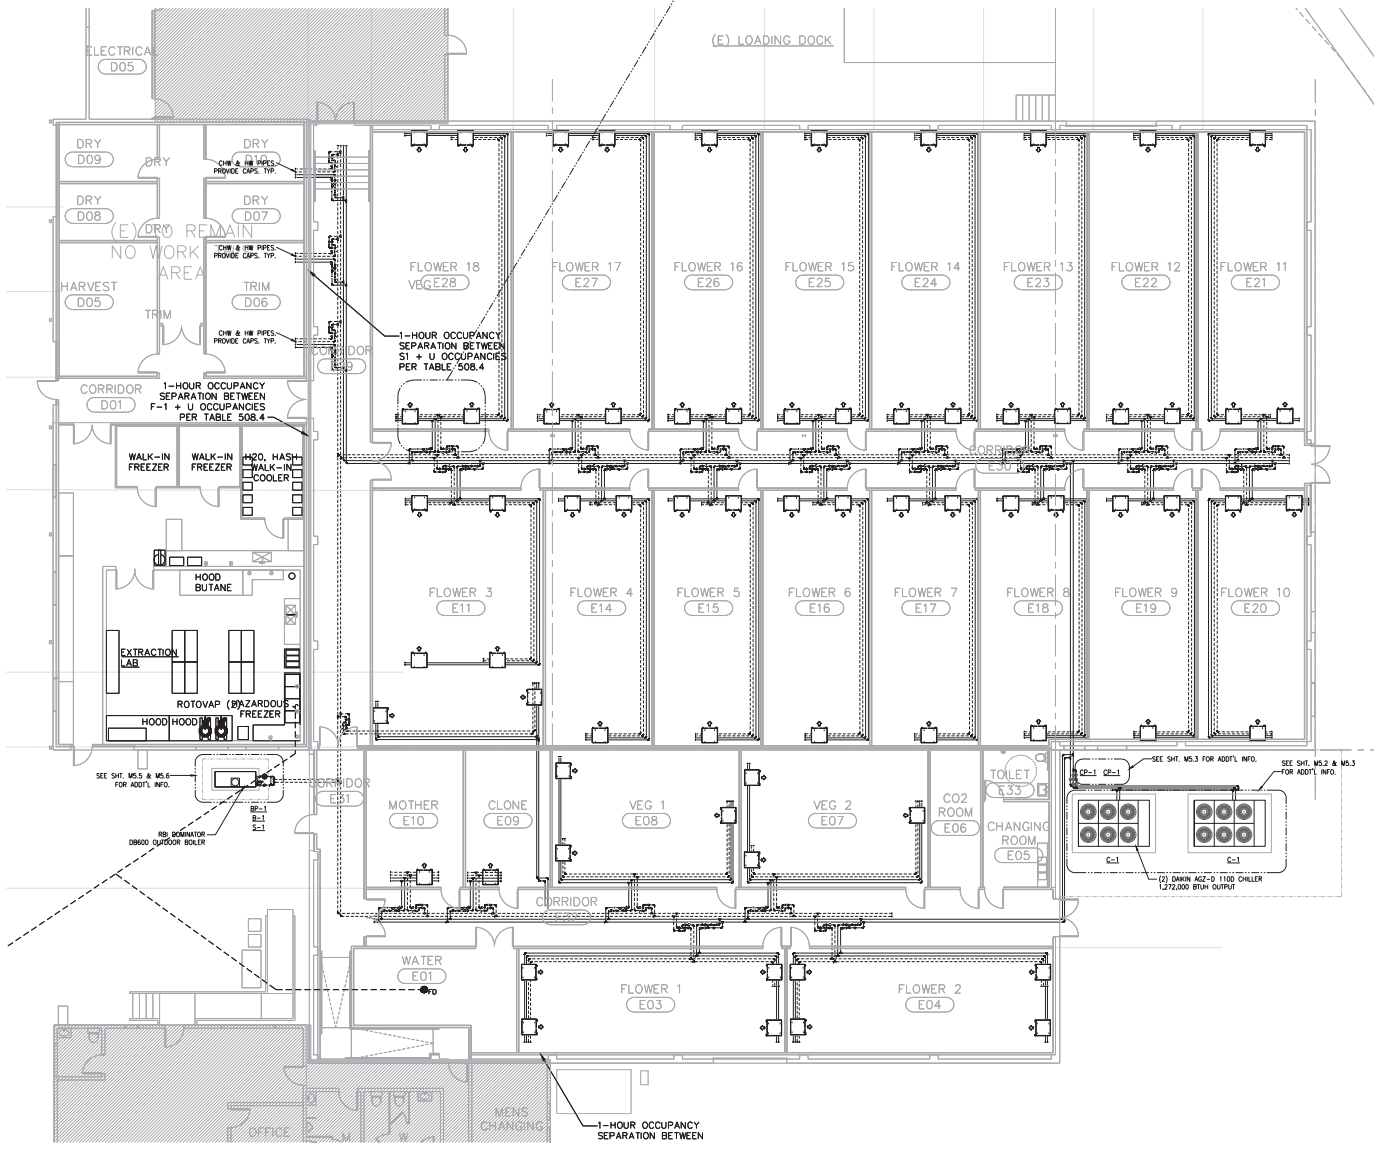 (E) LOADING DOCK
ELECTRICAL
D05
DRY
D09
DRY
DRY
D10
CHW & HW PIPES.
PROVIDE CAPS. TYP.
DRY
D08
DRY
DRY
D07
(E) TO REMAIN
NO WORK THIS
AREA
CHW & HW PIPES.
PROVIDE CAPS. TYP.
HARVEST
D05
TRIM
D06
TRIM
CHW & HW PIPES.
PROVIDE CAPS. TYP.
FLOWER 18
VEG
E28
FLOWER 17
E27
FLOWER 16
E26
FLOWER 15
E25
FLOWER 14
E24
FLOWER 13
E23
FLOWER 12
E22
FLOWER 11
E21
1-HOUR OCCUPANCY
SEPARATION BETWEEN
S1 + U OCCUPANCIES
PER TABLE 508.4
CORRIDOR
CORRIDOR
D01
1-HOUR OCCUPANCY
SEPARATION BETWEEN
F-1 + U OCCUPANCIES
PER TABLE 508.4
WALK-IN
FREEZER
WALK-IN
FREEZER
H20, HASH
WALK-IN
COOLER
CORRIDOR
E30
HOOD
BUTANE
EXTRACTION
LAB
ROTOVAP (2)
HAZARDOUS
FREEZER
HOOD
HOOD
FLOWER 3
E11
FLOWER 4
E14
FLOWER 5
E15
FLOWER 6
E16
FLOWER 7
E17
FLOWER 8
E18
FLOWER 9
E19
FLOWER 10
E20
SEE SHT. M5.5 & M5.6
FOR ADDT'L INFO.
BP-1
B-1
S-1
RBI DOMINATOR
DB600 OUTDOOR BOILER
CORRIDOR
E31
MOTHER
E10
CLONE
E09
VEG 1
E08
VEG 2
E07
CO2
ROOM
E06
TOILET
E33
CHANGING
ROOM
E05
CP-1
CP-1
SEE SHT. M5.3 FOR ADDT'L INFO.
SEE SHT. M5.2 & M5.3
FOR ADDT'L INFO.
C-1
C-1
(2) DAIKIN AGZ-D 110D CHILLER
1,272,000 BTUH OUTPUT
CORRIDOR
WATER
E01
FD
FLOWER 1
E03
FLOWER 2
E04
MENS
CHANGING
OFFICE
M
W
1-HOUR OCCUPANCY
SEPARATION BETWEEN